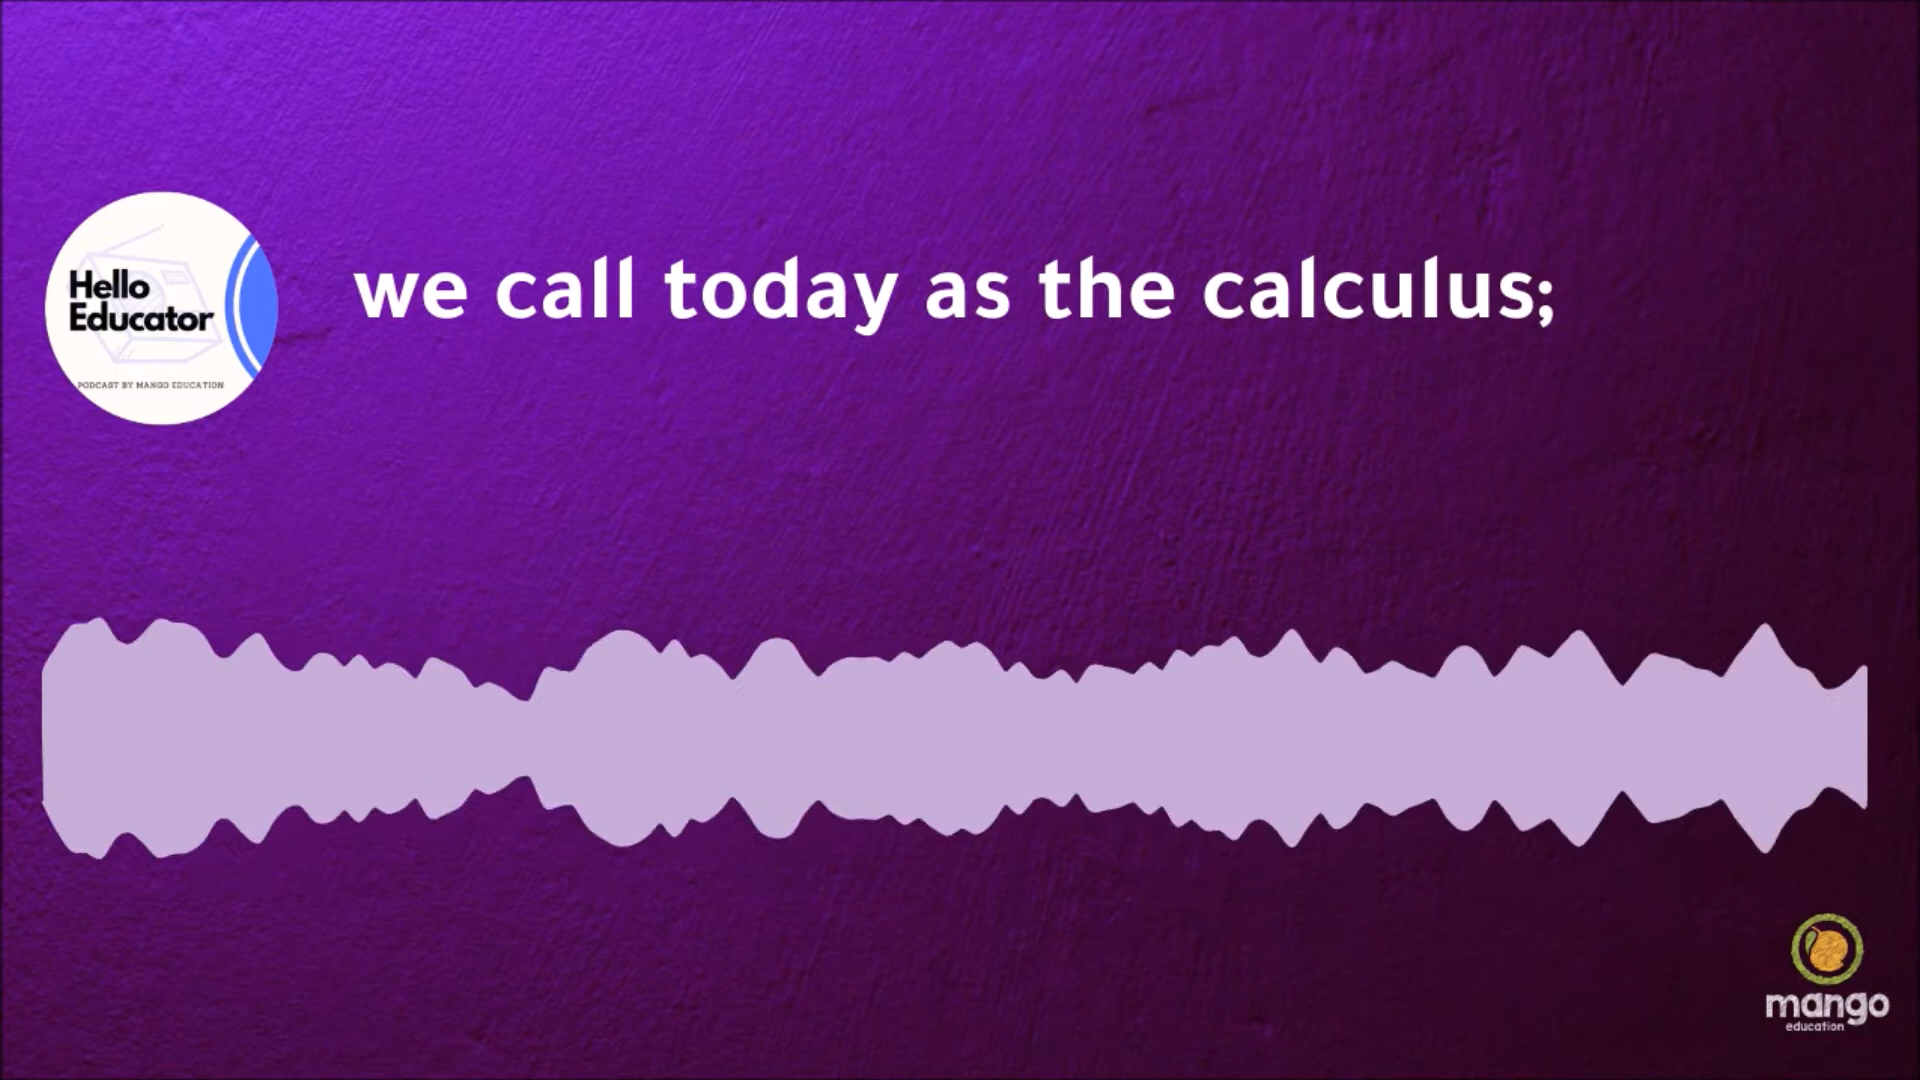 Hello
Educator
PODCAST BY MANGO EDUCATION
we call today as the calculus;
mango
education